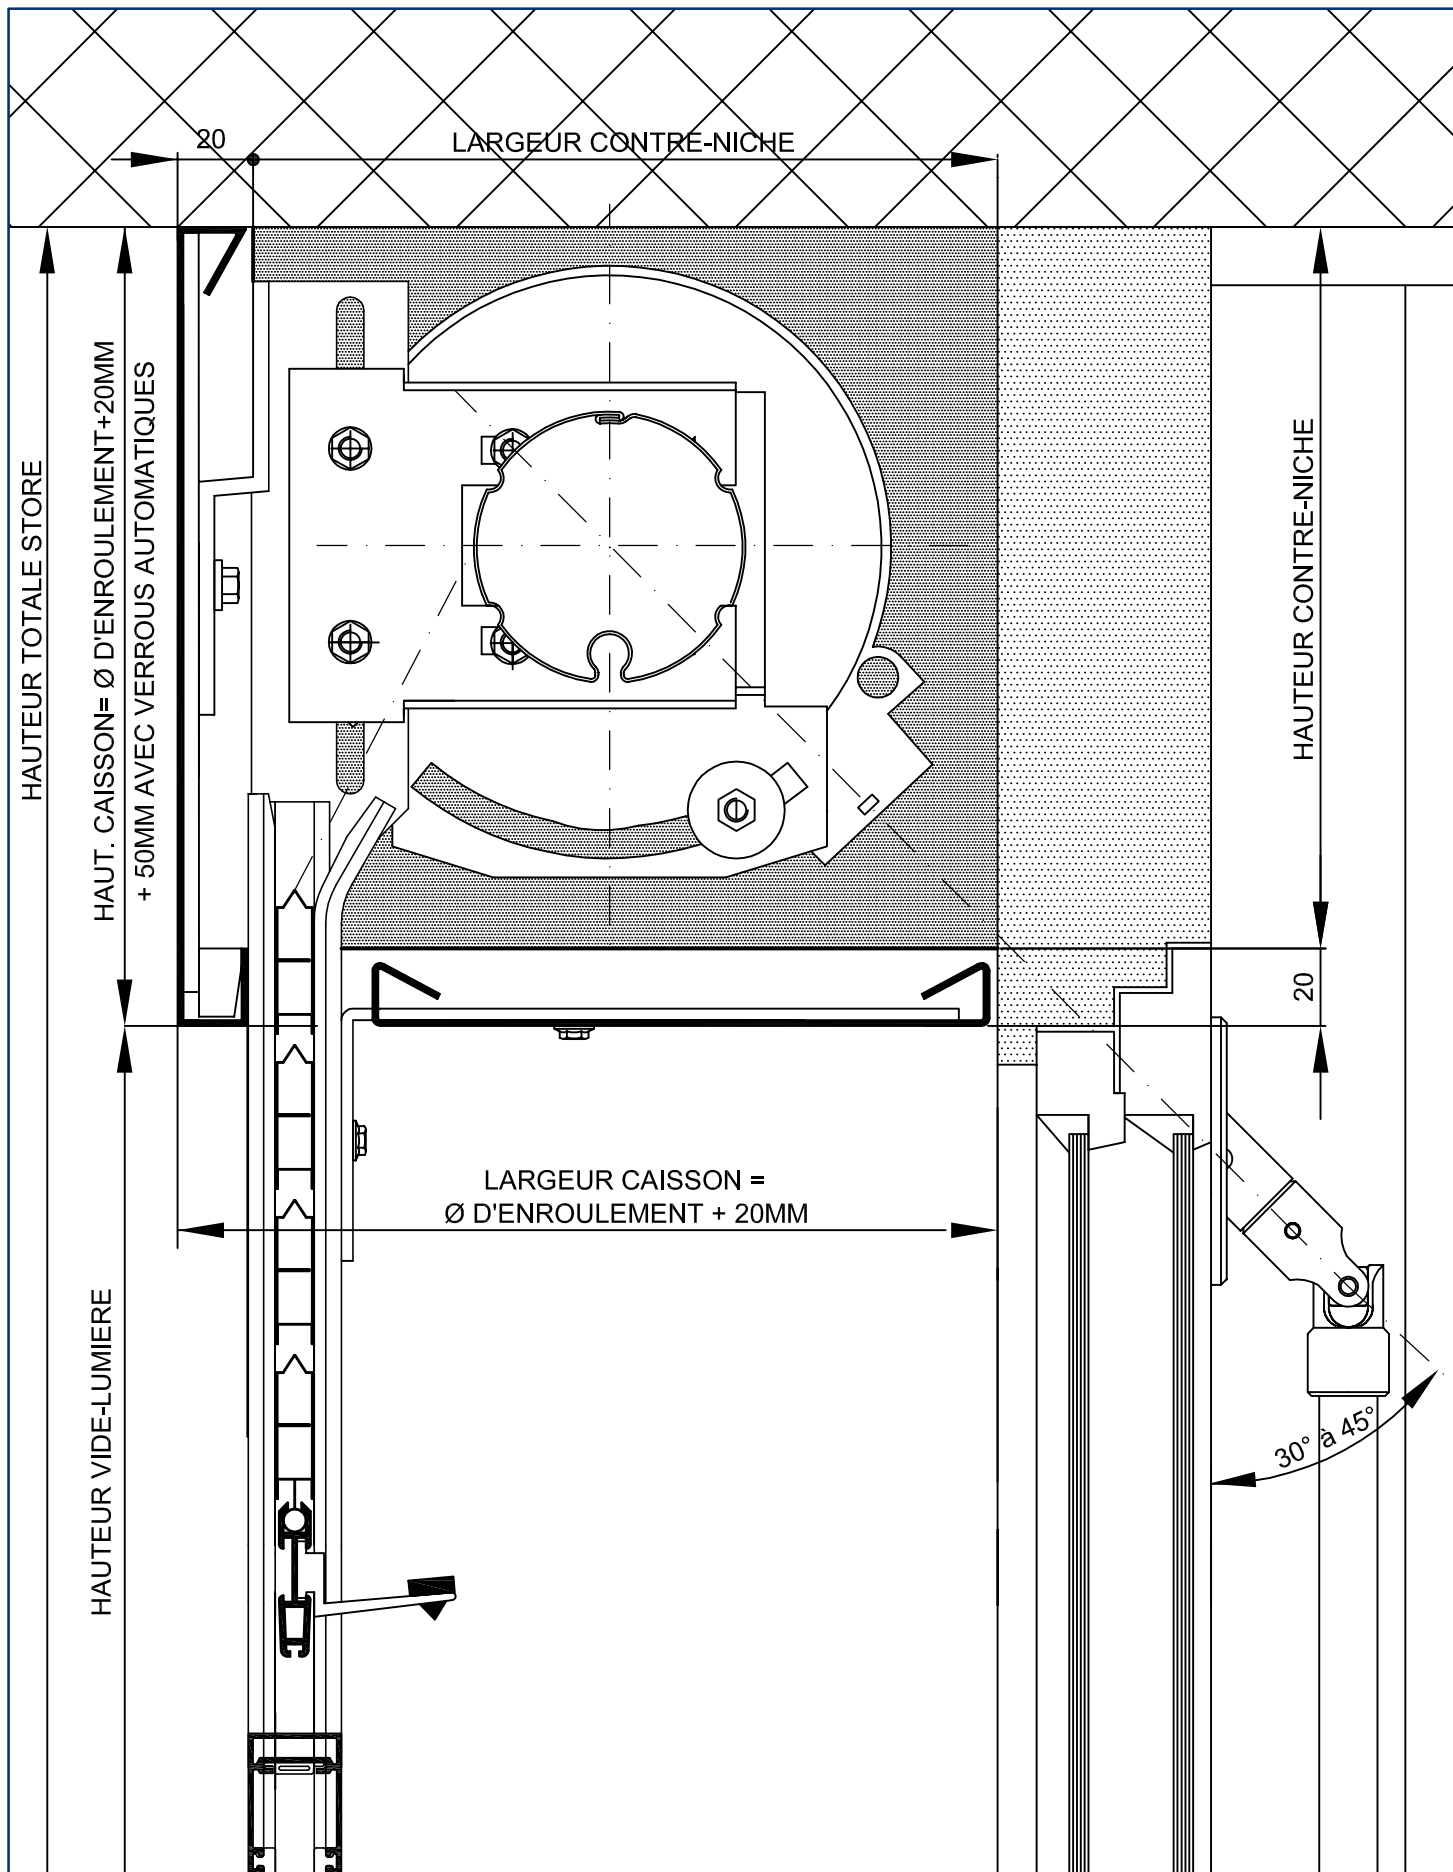 20
LARGEUR CONTRE-NICHE
HAUTEUR TOTALE STORE
HAUT. CAISSON= Ø D'ENROULEMENT+20MM
+ 50MM AVEC VERROUS AUTOMATIQUES
HAUTEUR CONTRE-NICHE
20
LARGEUR CAISSON =
Ø D'ENROULEMENT + 20MM
HAUTEUR VIDE-LUMIERE
30° à 45°